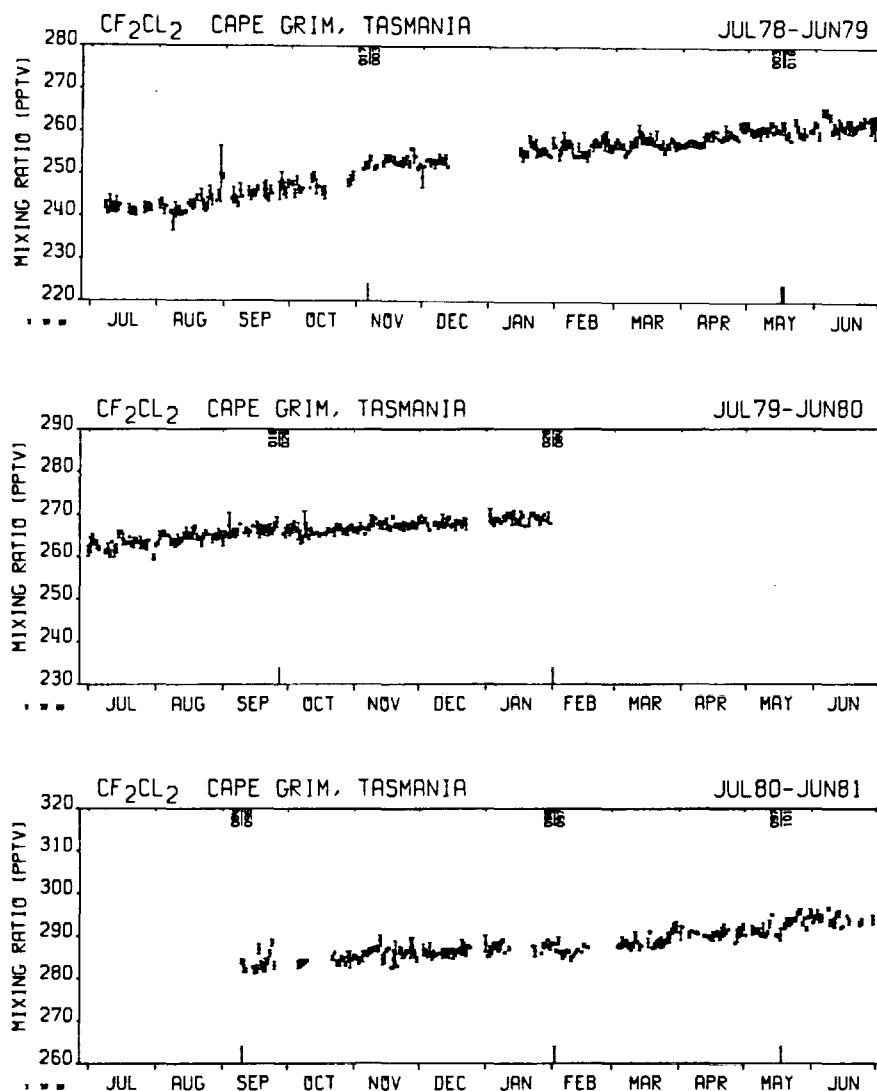 CF2CL2 CAPE GRIM, TASMANIA JUL78-JUN79
MIXING RATIO (PPTV)
280
270
260
250
240
230
220
017 003
003 018
JUL AUG SEP OCT NOV DEC JAN FEB MAR APR MAY JUN
CF2CL2 CAPE GRIM, TASMANIA JUL79-JUN80
MIXING RATIO (PPTV)
290
280
270
260
250
240
230
JUL AUG SEP OCT NOV DEC JAN FEB MAR APR MAY JUN
CF2CL2 CAPE GRIM, TASMANIA JUL80-JUN81
MIXING RATIO (PPTV)
320
310
300
290
280
270
260
JUL AUG SEP OCT NOV DEC JAN FEB MAR APR MAY JUN